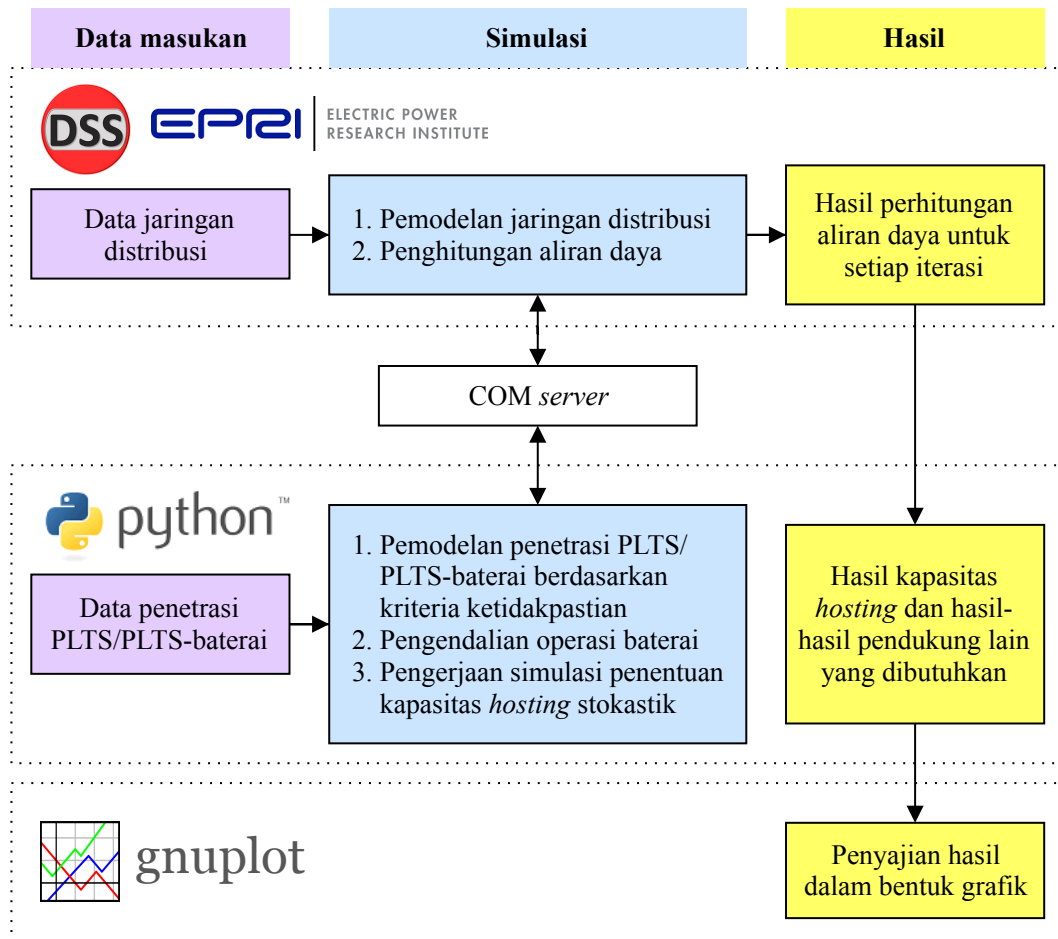 Data masukan
Simulasi
Hasil
DSS
EPRI
ELECTRIC POWER
RESEARCH INSTITUTE
Data jaringan
distribusi
1. Pemodelan jaringan distribusi
2. Penghitungan aliran daya
Hasil perhitungan
aliran daya untuk
setiap iterasi
COM server
python™
Data penetrasi
PLTS/PLTS-baterai
1. Pemodelan penetrasi PLTS/
PLTS-baterai berdasarkan
kriteria ketidakpastian
2. Pengendalian operasi baterai
3. Pengerjaan simulasi penentuan
kapasitas hosting stokastik
Hasil kapasitas
hosting dan hasil-
hasil pendukung lain
yang dibutuhkan
gnuplot
Penyajian hasil
dalam bentuk grafik